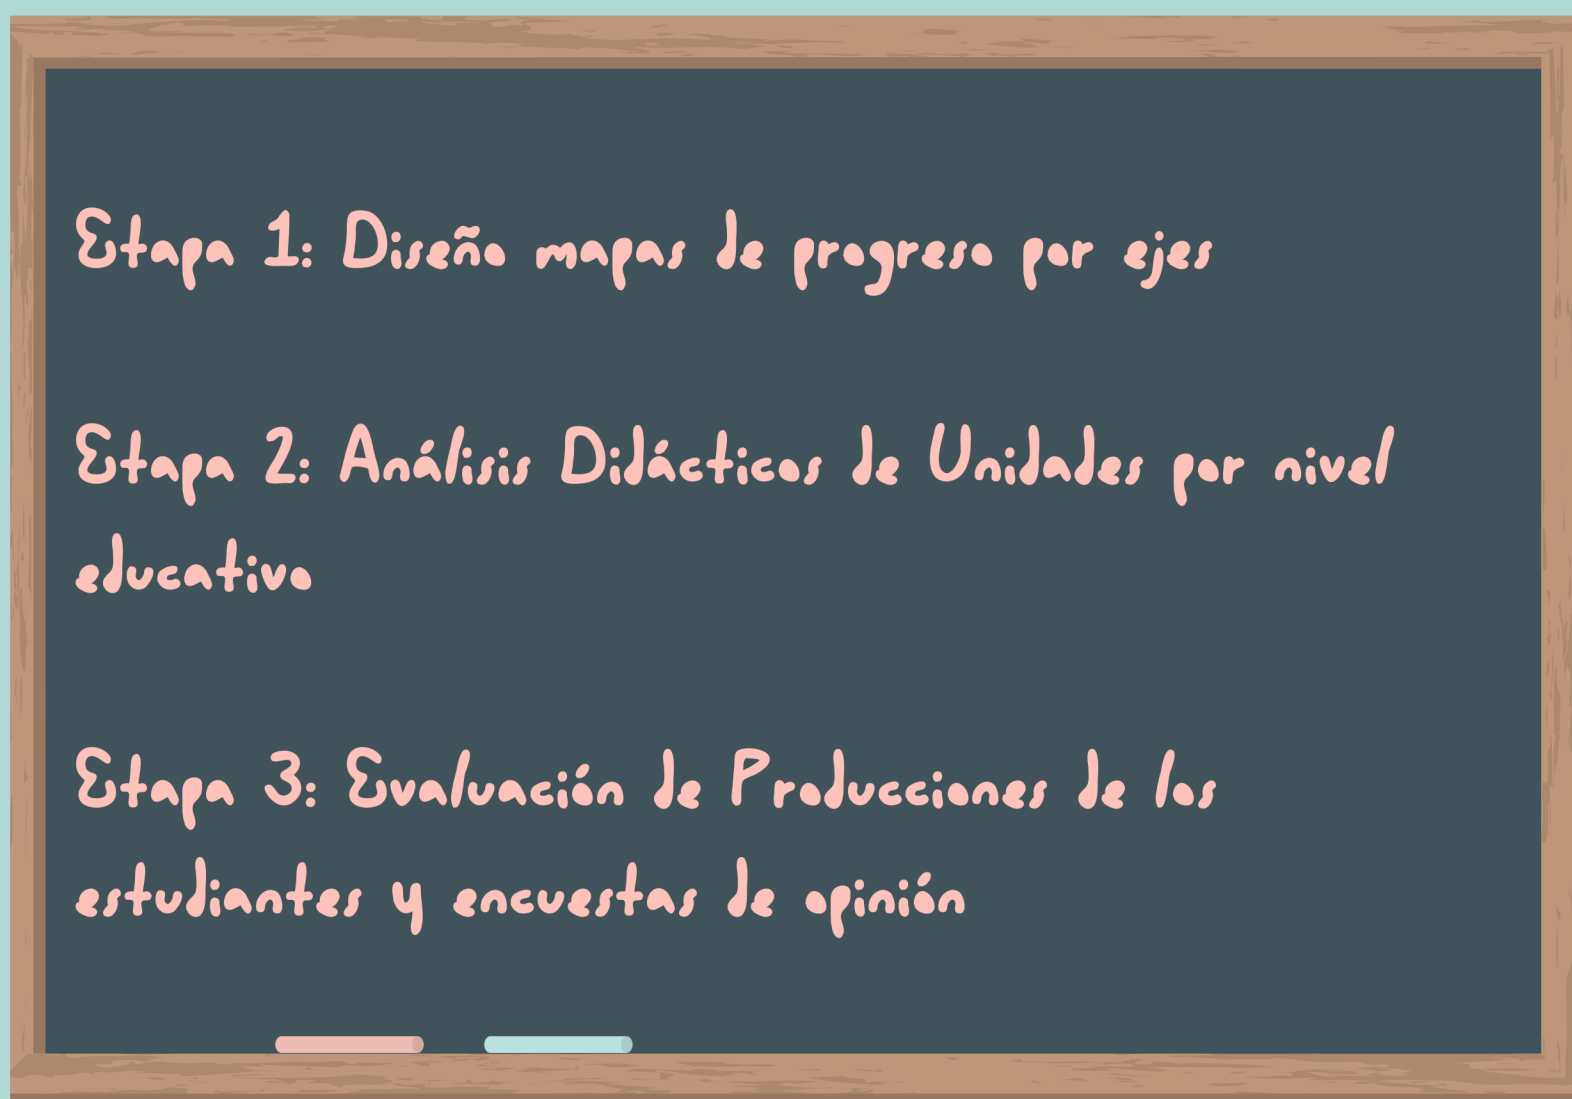 Etapa 1: Diseño mapas de progreso por ejes
Etapa 2: Análisis Didácticos de Unidades por nivel
educativo
Etapa 3: Evaluación de Producciones de los
estudiantes y encuestas de opinión